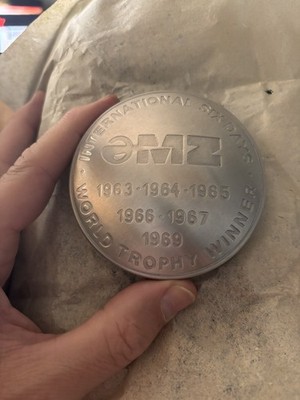 INTERNATIONAL SIX-DAYS-
MZ
1963-1964-1965
1966-1967
1969
WORLD TROPHY WINNER